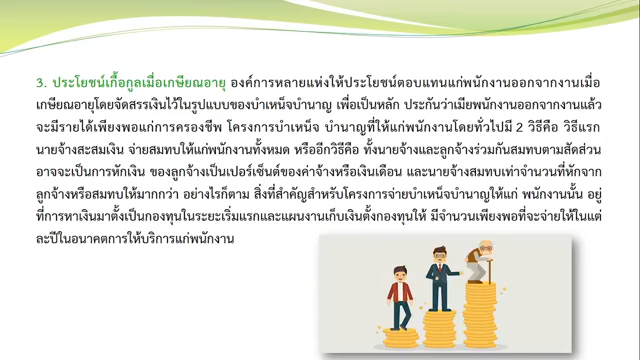 3. ประโยชน์เกื้อกูลเมื่อเกษียณอายุ องค์การหลายแห่งให้ประโยชน์ตอบแทนแก่พนักงานออกจากงานเมื่อ
เกษียณอายุโดยจัดสรรเงินไว้ในรูปแบบของบำเหน็จบำนาญ เพื่อเป็นหลัก ประกันว่าเมียพนักงานออกจากงานแล้ว
จะมีรายได้เพียงพอแก่การครองชีพ โครงการบำเหน็จ บำนาญที่ให้แก่พนักงานโดยทั่วไปมี 2 วิธีคือ วิธีแรก
นายจ้างสะสมเงิน จ่ายสมทบให้แก่พนักงานทั้งหมด หรืออีกวิธีคือ ทั้งนายจ้างและลูกจ้างร่วมกันสมทบตามสัดส่วน
อาจจะเป็นการหักเงิน ของลูกจ้างเป็นเปอร์เซ็นต์ของค่าจ้างหรือเงินเดือน และนายจ้างสมทบเท่าจำนวนที่หักจาก
ลูกจ้างหรือสมทบให้มากกว่า อย่างไรก็ตาม สิ่งที่สำคัญสำหรับโครงการจ่ายบำเหน็จบำนาญให้แก่ พนักงานนั้น อยู่
ที่การหาเงินมาตั้งเป็นกองทุนในระยะเริ่มแรกและแผนงานเก็บเงินตั้งกองทุนให้ มีจำนวนเพียงพอที่จะจ่ายให้ในแต่
ละปีในอนาคตการให้บริการแก่พนักงาน